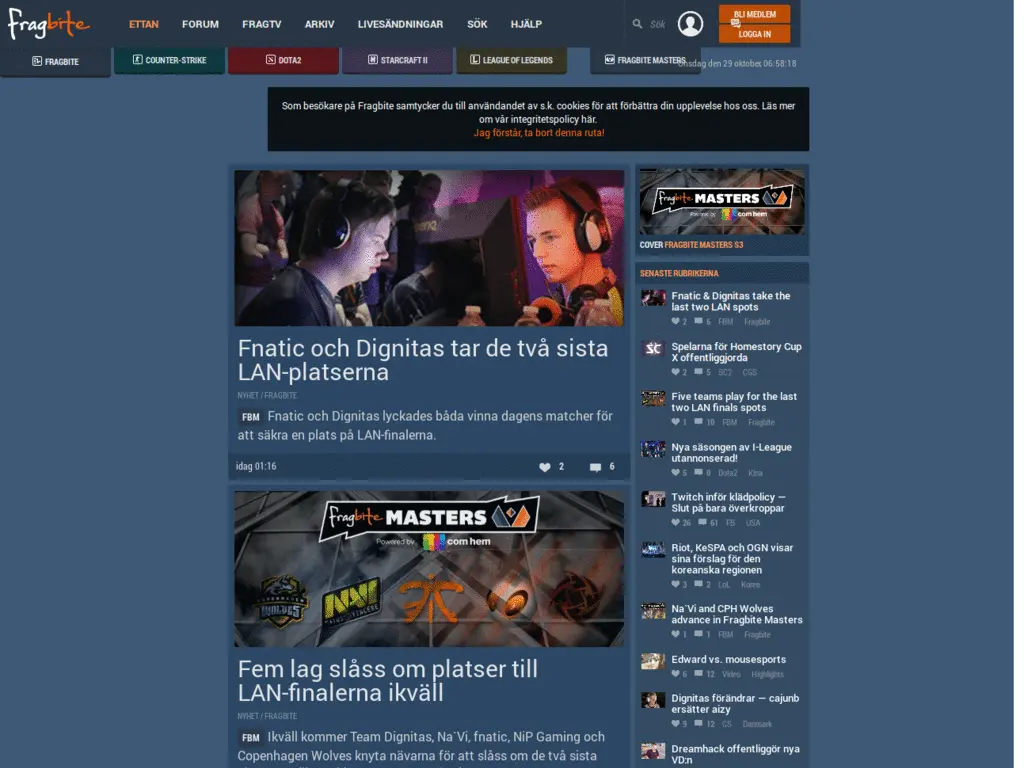 fragbite
ETTAN
FORUM
FRAGTV
ARKIV
LIVESÄNDNINGAR
SÖK
HJÄLP
Sök
BLI MEDLEM
LOGGA IN
FRAGBITE
COUNTER-STRIKE
DOTA2
STARCRAFT II
LEAGUE OF LEGENDS
FRAGBITE MASTERS
Onsdag den 29 oktober, 06:58:18
Som besökare på Fragbite samtycker du till användandet av s.k. cookies för att förbättra din upplevelse hos oss. Läs mer
om vår integritetspolicy här.
Jag förstår, ta bort denna ruta!
Fnatic och Dignitas tar de två sista
LAN-platserna
NYHET / FRAGBITE
FBM Fnatic och Dignitas lyckades båda vinna dagens matcher för
att säkra en plats på LAN-finalerna.
idag 01:16
2
6
fragbite MASTERS
Powered by com hem
WOLVES
NAVI
Fem lag slåss om platser till
LAN-finalerna ikväll
NYHET / FRAGBITE
FBM Ikväll kommer Team Dignitas, Na`Vi, fnatic, NiP Gaming och
Copenhagen Wolves knyta nävarna för att slåss om de två sista
fragbite MASTERS
Powered by com hem
COVER FRAGBITE MASTERS S3
SENASTE RUBRIKERNA
Fnatic & Dignitas take the
last two LAN spots
2 6 FBM Fragbite
Spelarna för Homestory Cup
X offentliggjorda
2 5 SC2 CGS
Five teams play for the last
two LAN finals spots
1 10 FBM Fragbite
Nya säsongen av I-League
utannonserad!
5 0 Dota2 Kina
Twitch inför klädpolicy —
Slut på bara överkroppar
26 61 FB USA
Riot, KeSPA och OGN visar
sina förslag för den
koreanska regionen
3 2 LoL Korea
Na`Vi and CPH Wolves
advance in Fragbite Masters
1 1 FBM Fragbite
Edward vs. mousesports
6 12 Video Highlights
Dignitas förändrar — cajunb
ersätter aizy
9 12 CS Danmark
Dreamhack offentliggör nya
VD:n